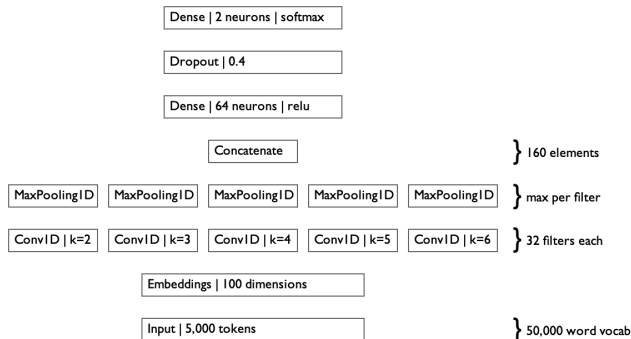 Dense | 2 neurons | softmax
Dropout | 0.4
Dense | 64 neurons | relu
Concatenate } 160 elements
MaxPooling1D MaxPooling1D MaxPooling1D MaxPooling1D MaxPooling1D } max per filter
Conv1D | k=2 Conv1D | k=3 Conv1D | k=4 Conv1D | k=5 Conv1D | k=6 } 32 filters each
Embeddings | 100 dimensions
Input | 5,000 tokens } 50,000 word vocab